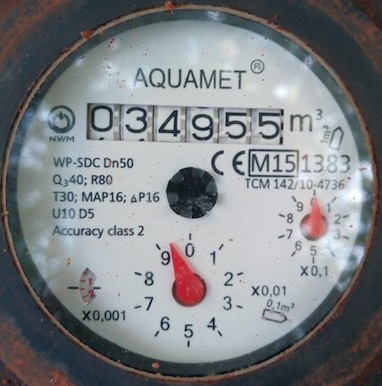 AQUAMET®
034955 m³
NWM
1m³
WP-SDC Dn50
CE M15 1383
Q₃40; R80
TCM 142/10-4736
T30; MAP16; △P16
U10 D5
Accuracy class 2
9 1
-8
-7 3
6 5 4
X0,1
0
9 1
-8 2-
-7 3-
6 5 4
X0,01
0,1m³
X0,001